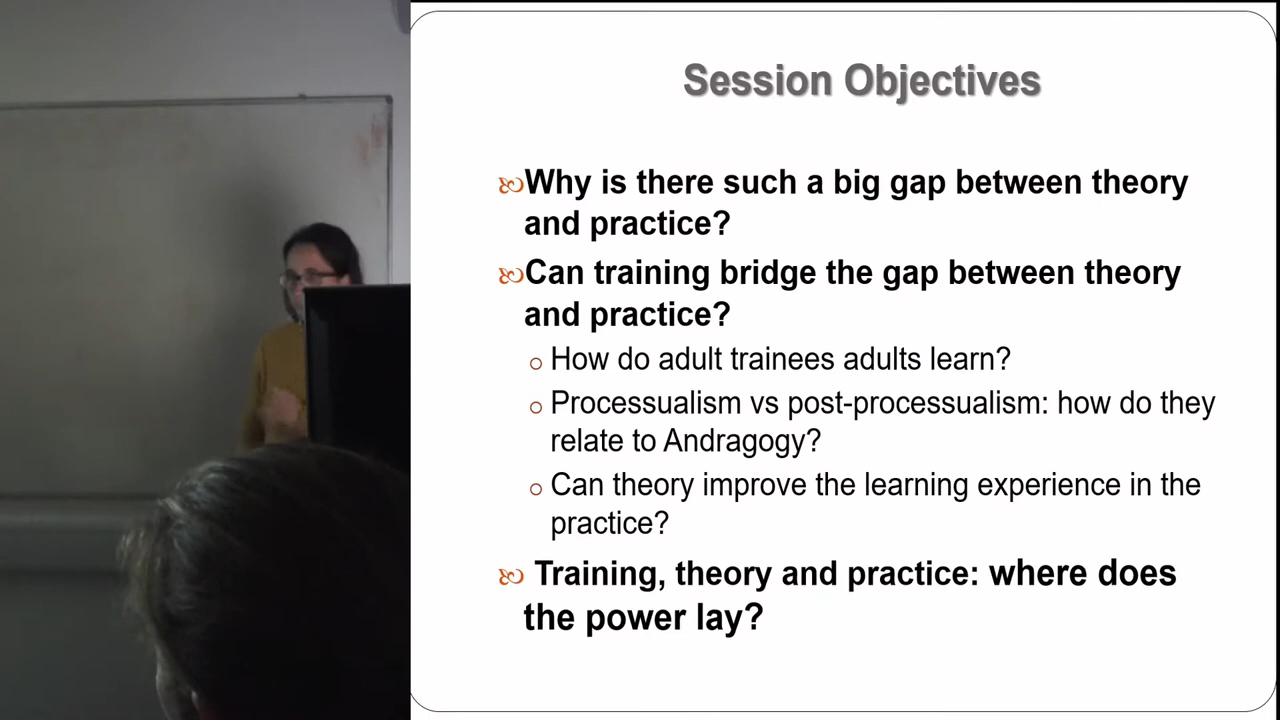 Session Objectives
Why is there such a big gap between theory
and practice?
Can training bridge the gap between theory
and practice?
How do adult trainees adults learn?
Processualism vs post-processualism: how do they
relate to Andragogy?
Can theory improve the learning experience in the
practice?
Training, theory and practice: where does
the power lay?